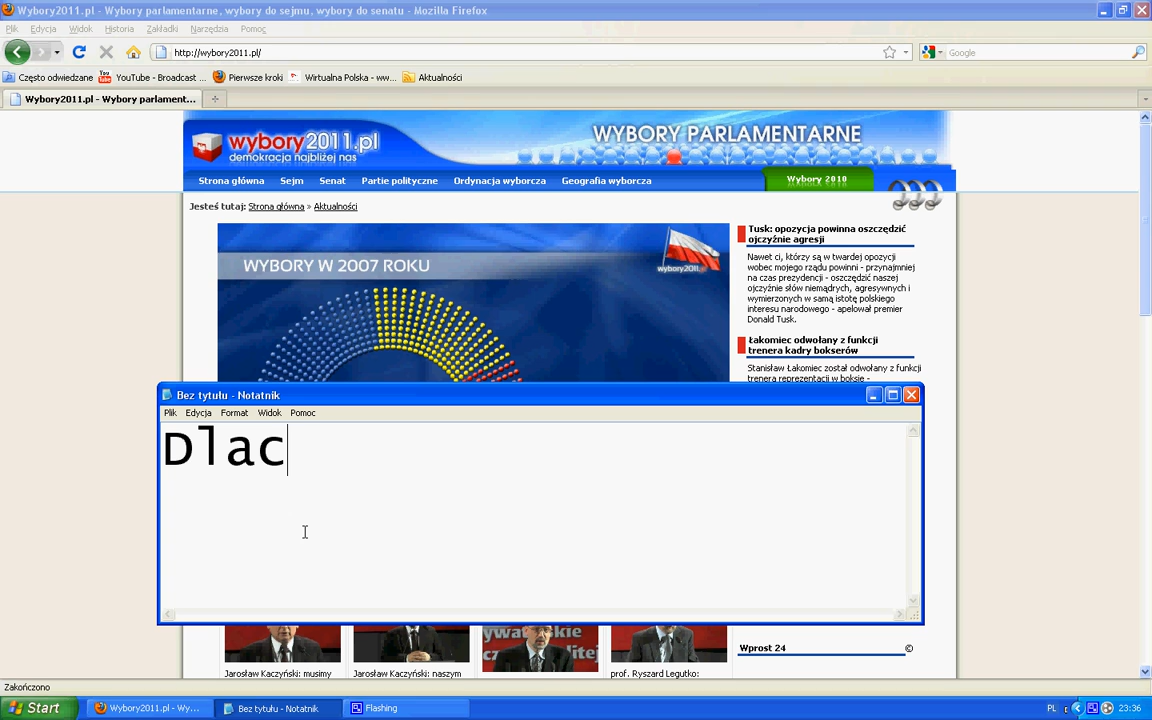 Wybory2011.pl - Wybory parlamentarne, wybory do sejmu, wybory do senatu - Mozilla Firefox
Plik Edycja Widok Historia Zakładki Narzędzia Pomoc
http://wybory2011.pl/
Google
Często odwiedzane YouTube - Broadcast ... Pierwsze kroki Wirtualna Polska - ww... Aktualności
Wybory2011.pl - Wybory parlament...
wybory2011.pl
demokracja najbliżej nas
WYBORY PARLAMENTARNE
Strona główna Sejm Senat Partie polityczne Ordynacja wyborcza Geografia wyborcza Wybory 2010
Jesteś tutaj: Strona główna » Aktualności
WYBORY W 2007 ROKU
wybory2011.pl
Tusk: opozycja powinna oszczędzić
ojczyźnie agresji
Nawet ci, którzy są w twardej opozycji
wobec mojego rządu powinni - przynajmniej
na czas prezydencji - oszczędzić naszej
ojczyźnie słów niemądrych, agresywnych i
wymierzonych w samą istotę polskiego
interesu narodowego - apelował premier
Donald Tusk.
Łakomiec odwołany z funkcji
trenera kadry bokserów
Stanisław Łakomiec został odwołany z funkcji
trenera reprezentacji w boksie -
Bez tytułu - Notatnik
Plik Edycja Format Widok Pomoc
Dlac
Jarosław Kaczyński: musimy
Jarosław Kaczyński: naszym
prof. Ryszard Legutko:
Wprost 24 ©
Zakończono
Start Wybory2011.pl - Wy... Bez tytułu - Notatnik Flashing PL 23:36